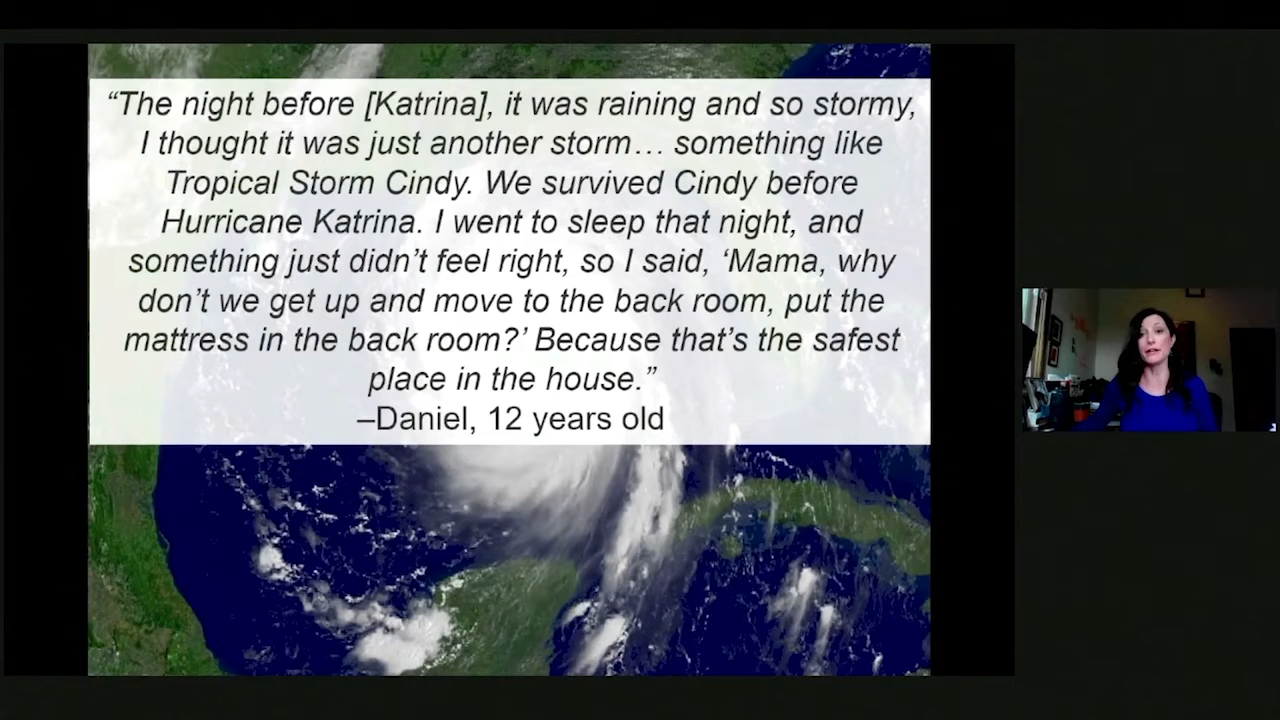 “The night before [Katrina], it was raining and so stormy,
I thought it was just another storm… something like
Tropical Storm Cindy. We survived Cindy before
Hurricane Katrina. I went to sleep that night, and
something just didn’t feel right, so I said, ‘Mama, why
don’t we get up and move to the back room, put the
mattress in the back room?’ Because that’s the safest
place in the house.”
–Daniel, 12 years old